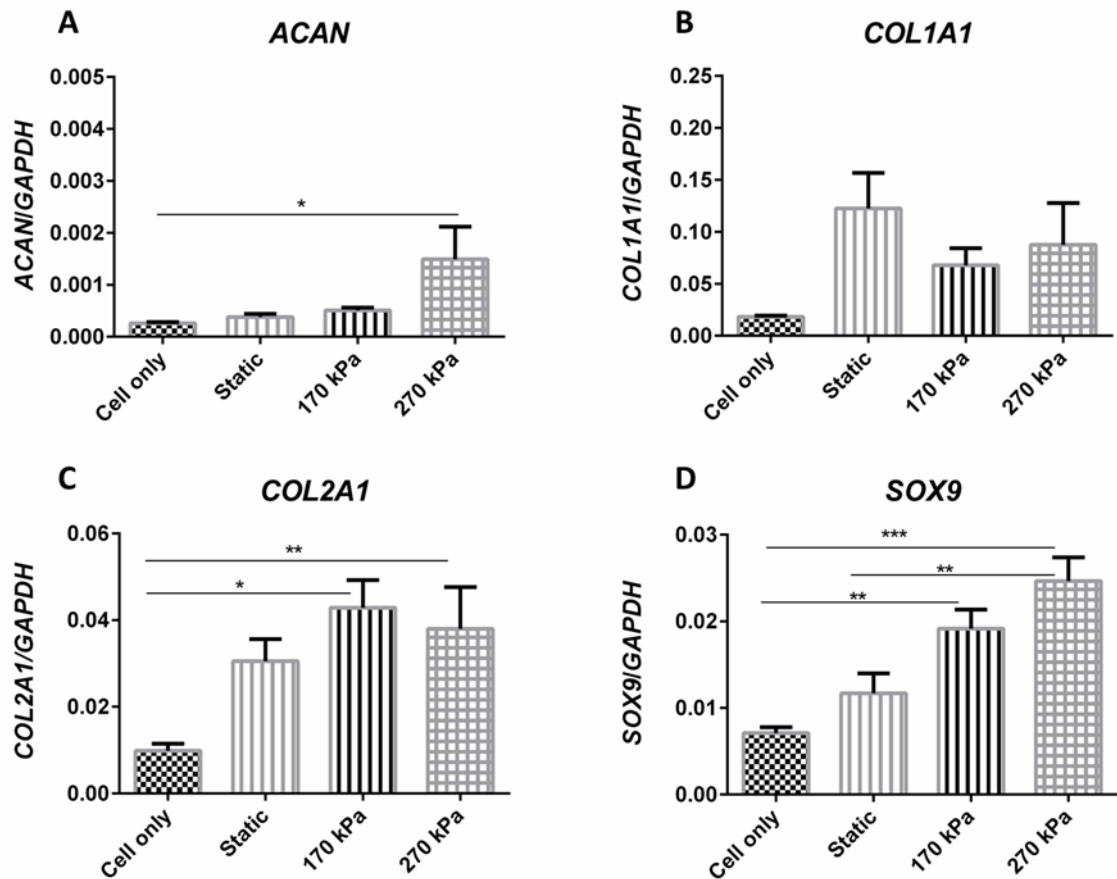 A
ACAN
ACAN/GAPDH
0.005
0.004
0.003
0.002
0.001
0.000
*
Cell only
Static
170 kPa
270 kPa
B
COL1A1
COL1A1/GAPDH
0.25
0.20
0.15
0.10
0.05
0.00
Cell only
Static
170 kPa
270 kPa
C
COL2A1
COL2A1/GAPDH
0.06
0.04
0.02
0.00
**
*
Cell only
Static
170 kPa
270 kPa
D
SOX9
SOX9/GAPDH
0.03
0.02
0.01
0.00
***
**
**
Cell only
Static
170 kPa
270 kPa